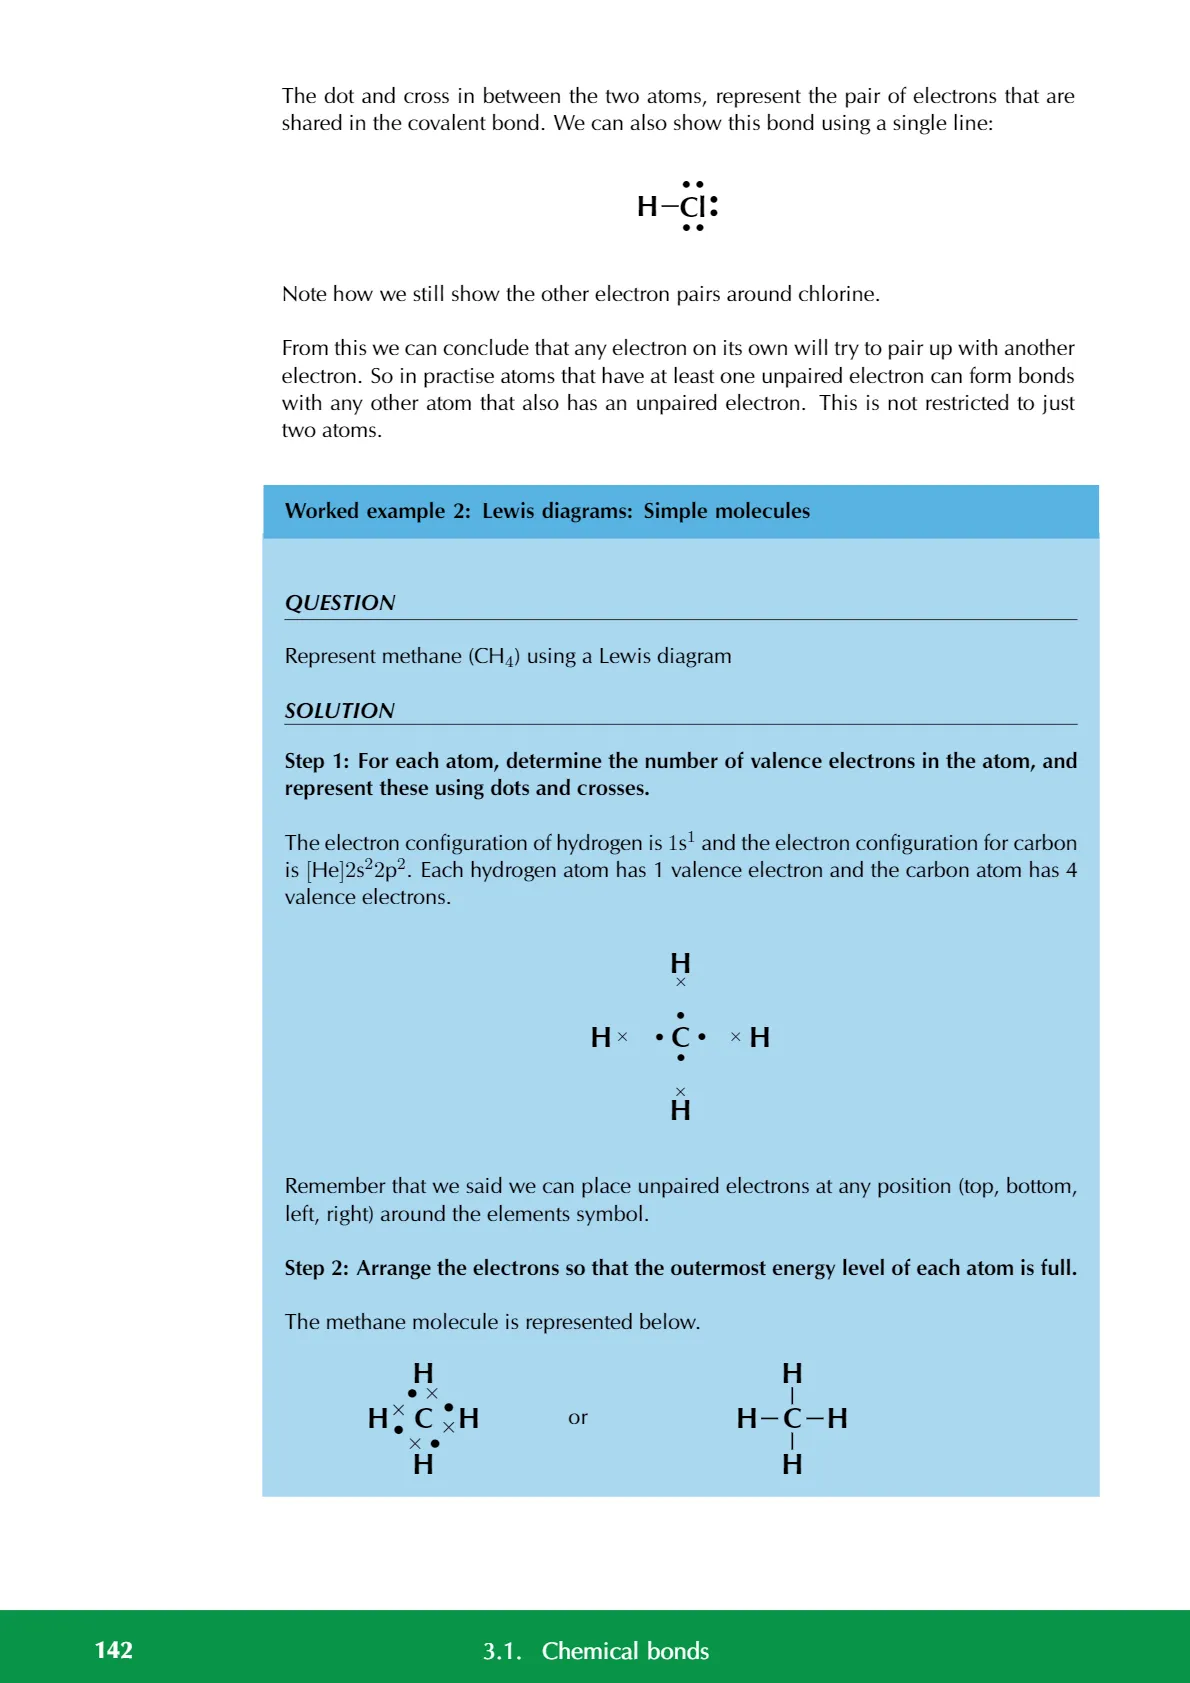 The dot and cross in between the two atoms, represent the pair of electrons that are
shared in the covalent bond. We can also show this bond using a single line:
H–Cl
Note how we still show the other electron pairs around chlorine.
From this we can conclude that any electron on its own will try to pair up with another
electron. So in practise atoms that have at least one unpaired electron can form bonds
with any other atom that also has an unpaired electron. This is not restricted to just
two atoms.
Worked example 2: Lewis diagrams: Simple molecules
QUESTION
Represent methane (CH₄) using a Lewis diagram
SOLUTION
Step 1: For each atom, determine the number of valence electrons in the atom, and
represent these using dots and crosses.
The electron configuration of hydrogen is 1s¹ and the electron configuration for carbon
is [He]2s²2p². Each hydrogen atom has 1 valence electron and the carbon atom has 4
valence electrons.
H
×
•
H × • C • × H
•
×
H
Remember that we said we can place unpaired electrons at any position (top, bottom,
left, right) around the elements symbol.
Step 2: Arrange the electrons so that the outermost energy level of each atom is full.
The methane molecule is represented below.
H
• ×
H × • C • × H
× •
H
or
H
|
H–C–H
|
H
142
3.1. Chemical bonds